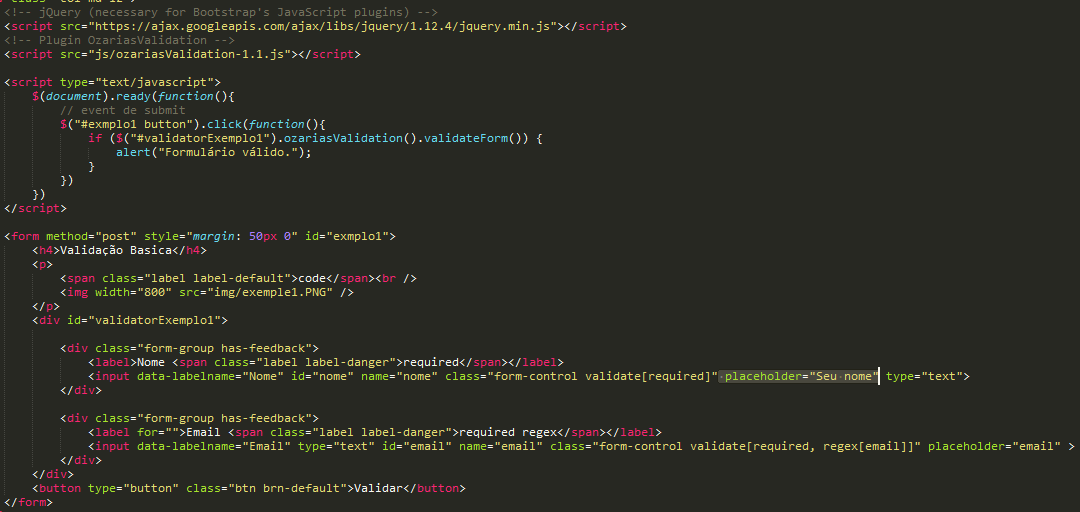 <!-- jQuery (necessary for Bootstrap's JavaScript plugins) -->
<script src="https://ajax.googleapis.com/ajax/libs/jquery/1.12.4/jquery.min.js"></script>
<!-- Plugin OzariasValidation -->
<script src="js/ozariasValidation-1.1.js"></script>
<script type="text/javascript">
$(document).ready(function(){
// event de submit
$("#exmplo1 button").click(function(){
if ($("#validatorExemplo1").ozariasValidation().validateForm()) {
alert("Formulário válido.");
}
})
})
</script>
<form method="post" style="margin: 50px 0" id="exmplo1">
<h4>Validação Basica</h4>
<p>
<span class="label label-default">code</span><br />
<img width="800" src="img/exemple1.PNG" />
</p>
<div id="validatorExemplo1">
<div class="form-group has-feedback">
<label>Nome <span class="label label-danger">required</span></label>
<input data-labelname="Nome" id="nome" name="nome" class="form-control validate[required]" placeholder="Seu nome" type="text">
</div>
<div class="form-group has-feedback">
<label for="">Email <span class="label label-danger">required regex</span></label>
<input data-labelname="Email" type="text" id="email" name="email" class="form-control validate[required, regex[email]]" placeholder="email" >
</div>
</div>
<button type="button" class="btn brn-default">Validar</button>
</form>